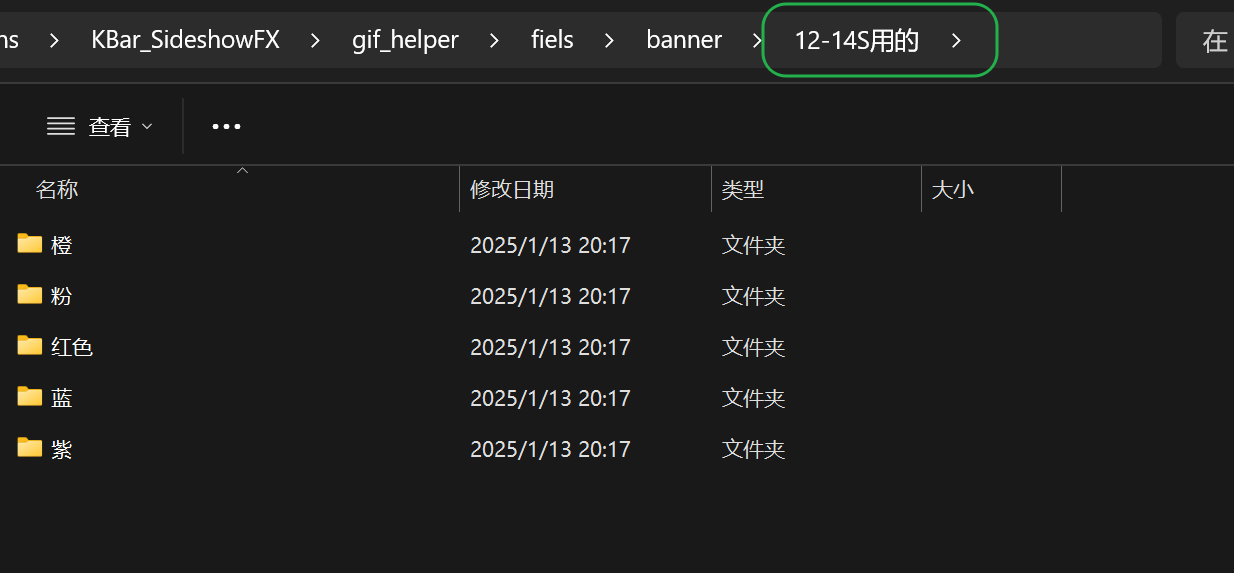 ns > KBar_SideshowFX > gif_helper > fiels > banner > 12-14S用的 > 在
查看 •••
名称 修改日期 类型 大小
橙 2025/1/13 20:17 文件夹
粉 2025/1/13 20:17 文件夹
红色 2025/1/13 20:17 文件夹
蓝 2025/1/13 20:17 文件夹
紫 2025/1/13 20:17 文件夹